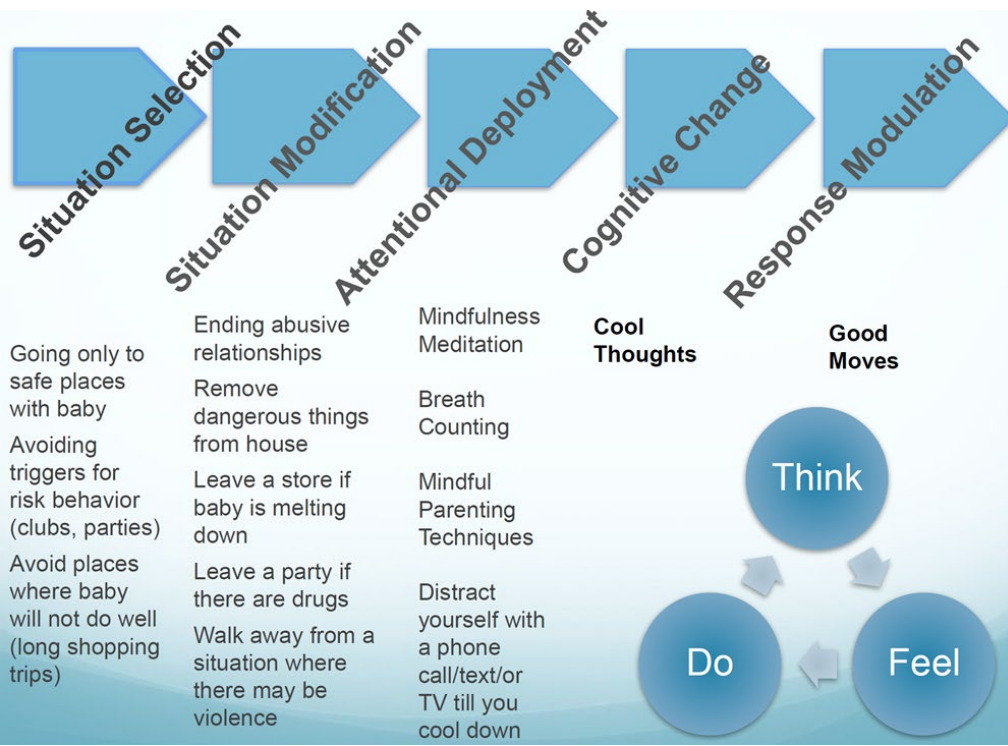 Situation Selection
Situation Modification
Attentional Deployment
Cognitive Change
Response Modulation
Going only to
safe places
with baby
Avoiding
triggers for
risk behavior
(clubs, parties)
Avoid places
where baby
will not do well
(long shopping
trips)
Ending abusive
relationships
Remove
dangerous things
from house
Leave a store if
baby is melting
down
Leave a party if
there are drugs
Walk away from a
situation where
there may be
violence
Mindfulness
Meditation
Breath
Counting
Mindful
Parenting
Techniques
Distract
yourself with
a phone
call/text/or
TV till you
cool down
Cool
Thoughts
Good
Moves
Think
Do
Feel